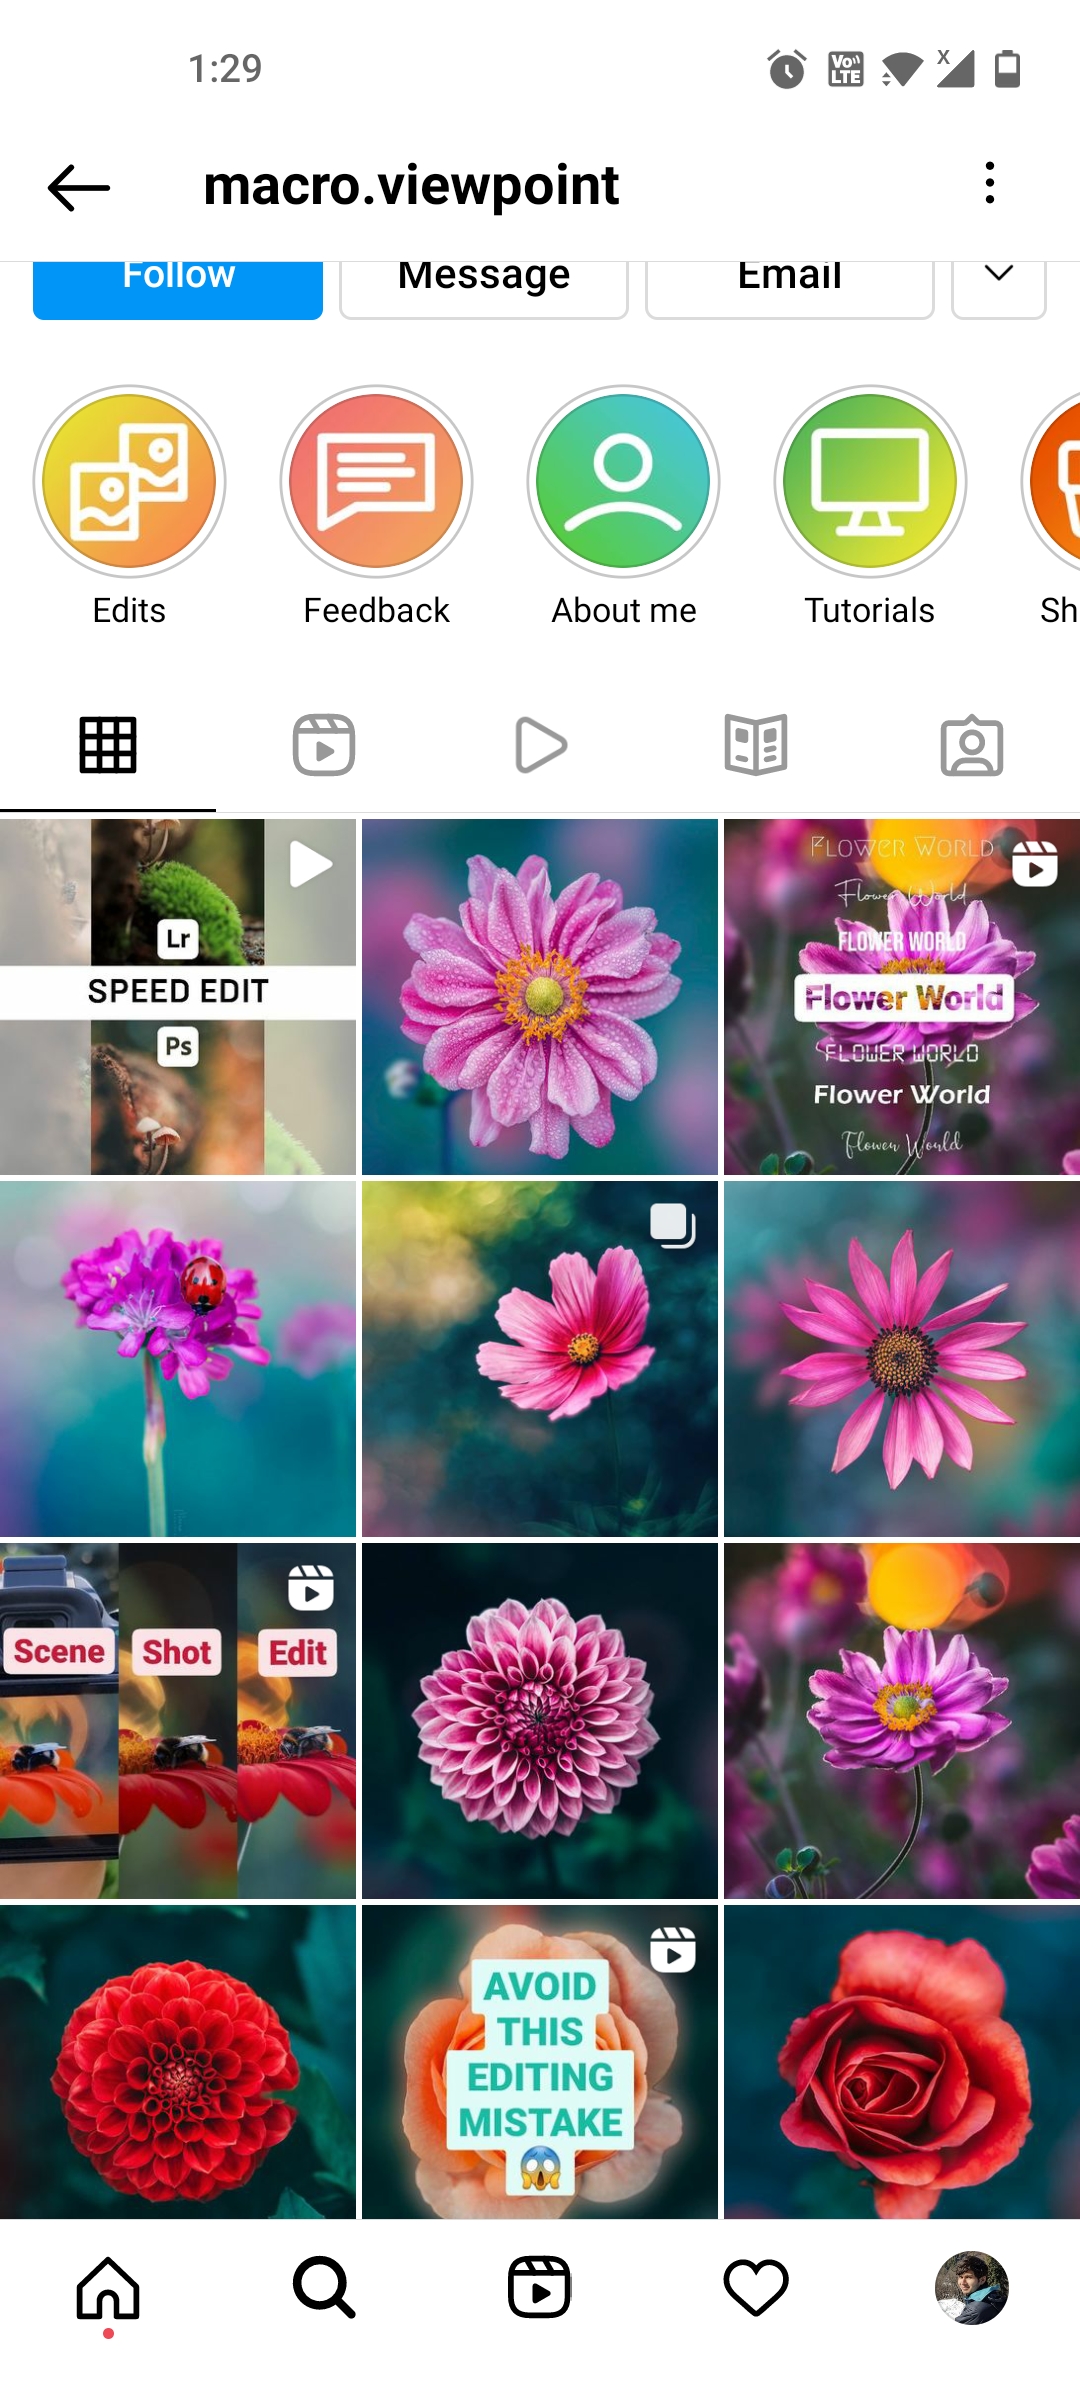 1:29
Vo)) LTE
X
macro.viewpoint
Follow
Message
Email
Edits
Feedback
About me
Tutorials
Sh
Lr
SPEED EDIT
Ps
FLOWER WORLD
Flower World
FLOWER WORLD
Flower World
FLOWER WORLD
Flower World
Flower World
Scene
Shot
Edit
AVOID
THIS
EDITING
MISTAKE